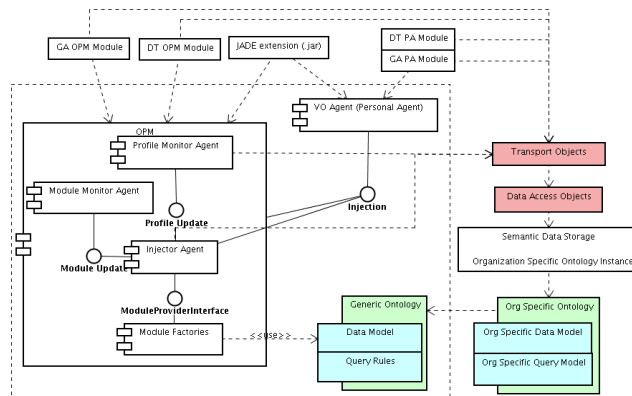 GA OPM Module
DT OPM Module
JADE extension (.jar)
DT PA Module
GA PA Module
VO Agent (Personal Agent)
OPM
Profile Monitor Agent
Transport Objects
Module Monitor Agent
Injection
Data Access Objects
Profile Update
Semantic Data Storage
Organization Specific Ontology Instance
Injector Agent
Module Update
ModuleProviderInterface
Generic Ontology
Org Specific Ontology
Module Factories
<<use>>
Data Model
Org Specific Data Model
Query Rules
Org Specific Query Model